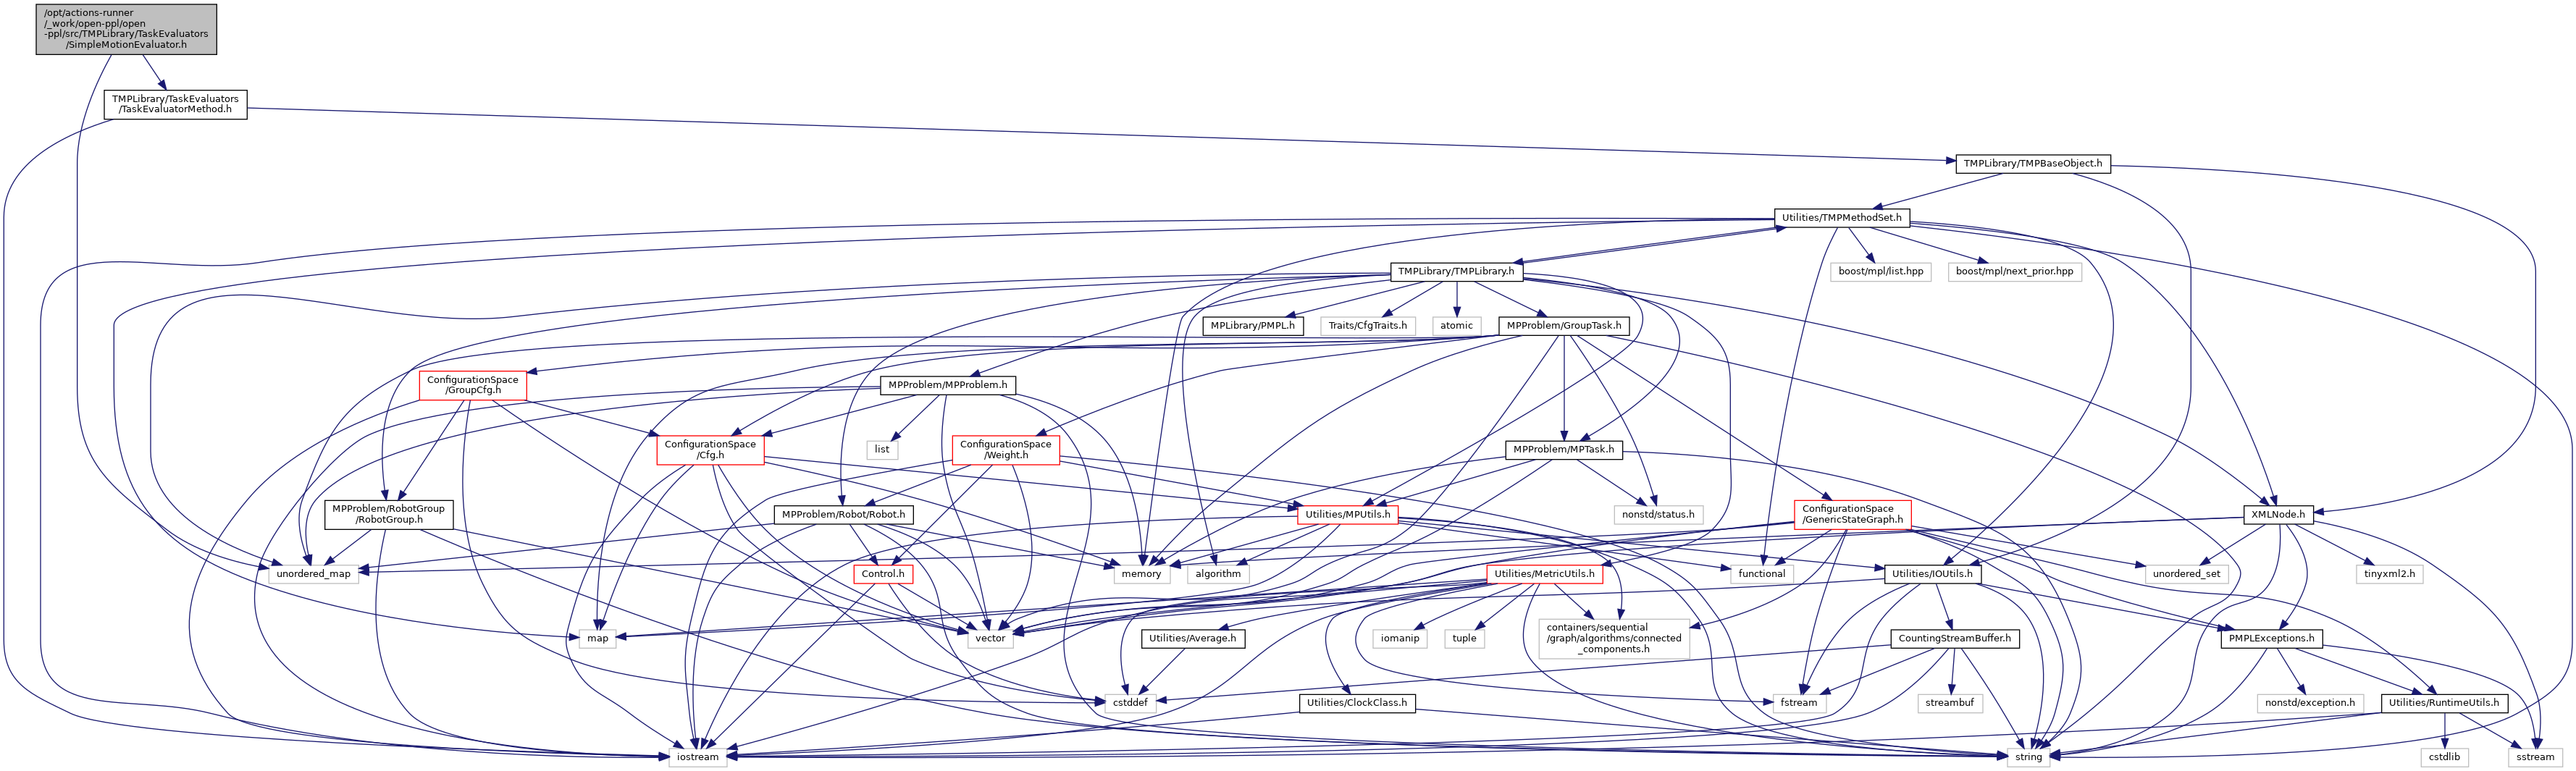 /opt/actions-runner
/_work/open-ppl/open
-ppl/src/TMPLibrary/TaskEvaluators
/SimpleMotionEvaluator.h
TMPLibrary/TaskEvaluators
/TaskEvaluatorMethod.h
TMPLibrary/TMPBaseObject.h
Utilities/TMPMethodSet.h
TMPLibrary/TMPLibrary.h
boost/mpl/list.hpp
boost/mpl/next_prior.hpp
MPLibrary/PMPL.h
Traits/CfgTraits.h
atomic
MPProblem/GroupTask.h
ConfigurationSpace
/GroupCfg.h
MPProblem/MPProblem.h
ConfigurationSpace
/Cfg.h
list
ConfigurationSpace
/Weight.h
MPProblem/MPTask.h
MPProblem/RobotGroup
/RobotGroup.h
MPProblem/Robot/Robot.h
Utilities/MPUtils.h
nonstd/status.h
ConfigurationSpace
/GenericStateGraph.h
XMLNode.h
unordered_map
Control.h
memory
algorithm
Utilities/MetricUtils.h
functional
Utilities/IOUtils.h
unordered_set
tinyxml2.h
map
vector
Utilities/Average.h
iomanip
tuple
containers/sequential
/graph/algorithms/connected
_components.h
CountingStreamBuffer.h
PMPLExceptions.h
cstddef
Utilities/ClockClass.h
fstream
streambuf
nonstd/exception.h
Utilities/RuntimeUtils.h
iostream
string
cstdlib
sstream